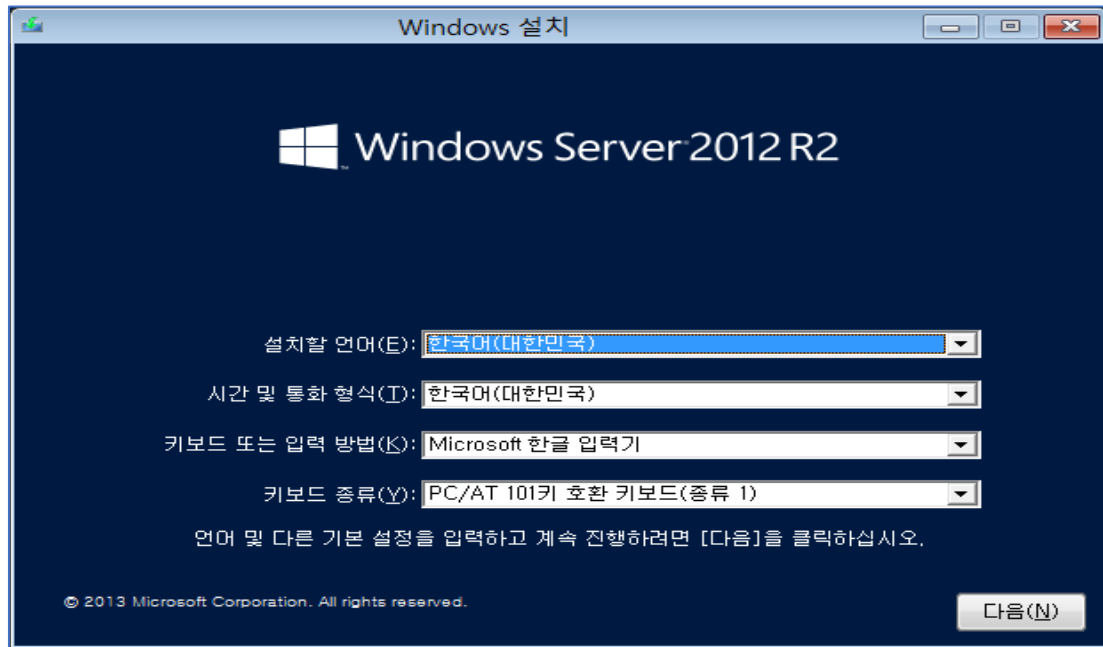 Windows 설치
Windows Server 2012 R2
설치할 언어(E): 한국어(대한민국)
시간 및 통화 형식(T): 한국어(대한민국)
키보드 또는 입력 방법(K): Microsoft 한글 입력기
키보드 종류(Y): PC/AT 101키 호환 키보드(종류 1)
언어 및 다른 기본 설정을 입력하고 계속 진행하려면 [다음]을 클릭하십시오.
© 2013 Microsoft Corporation. All rights reserved.
다음(N)